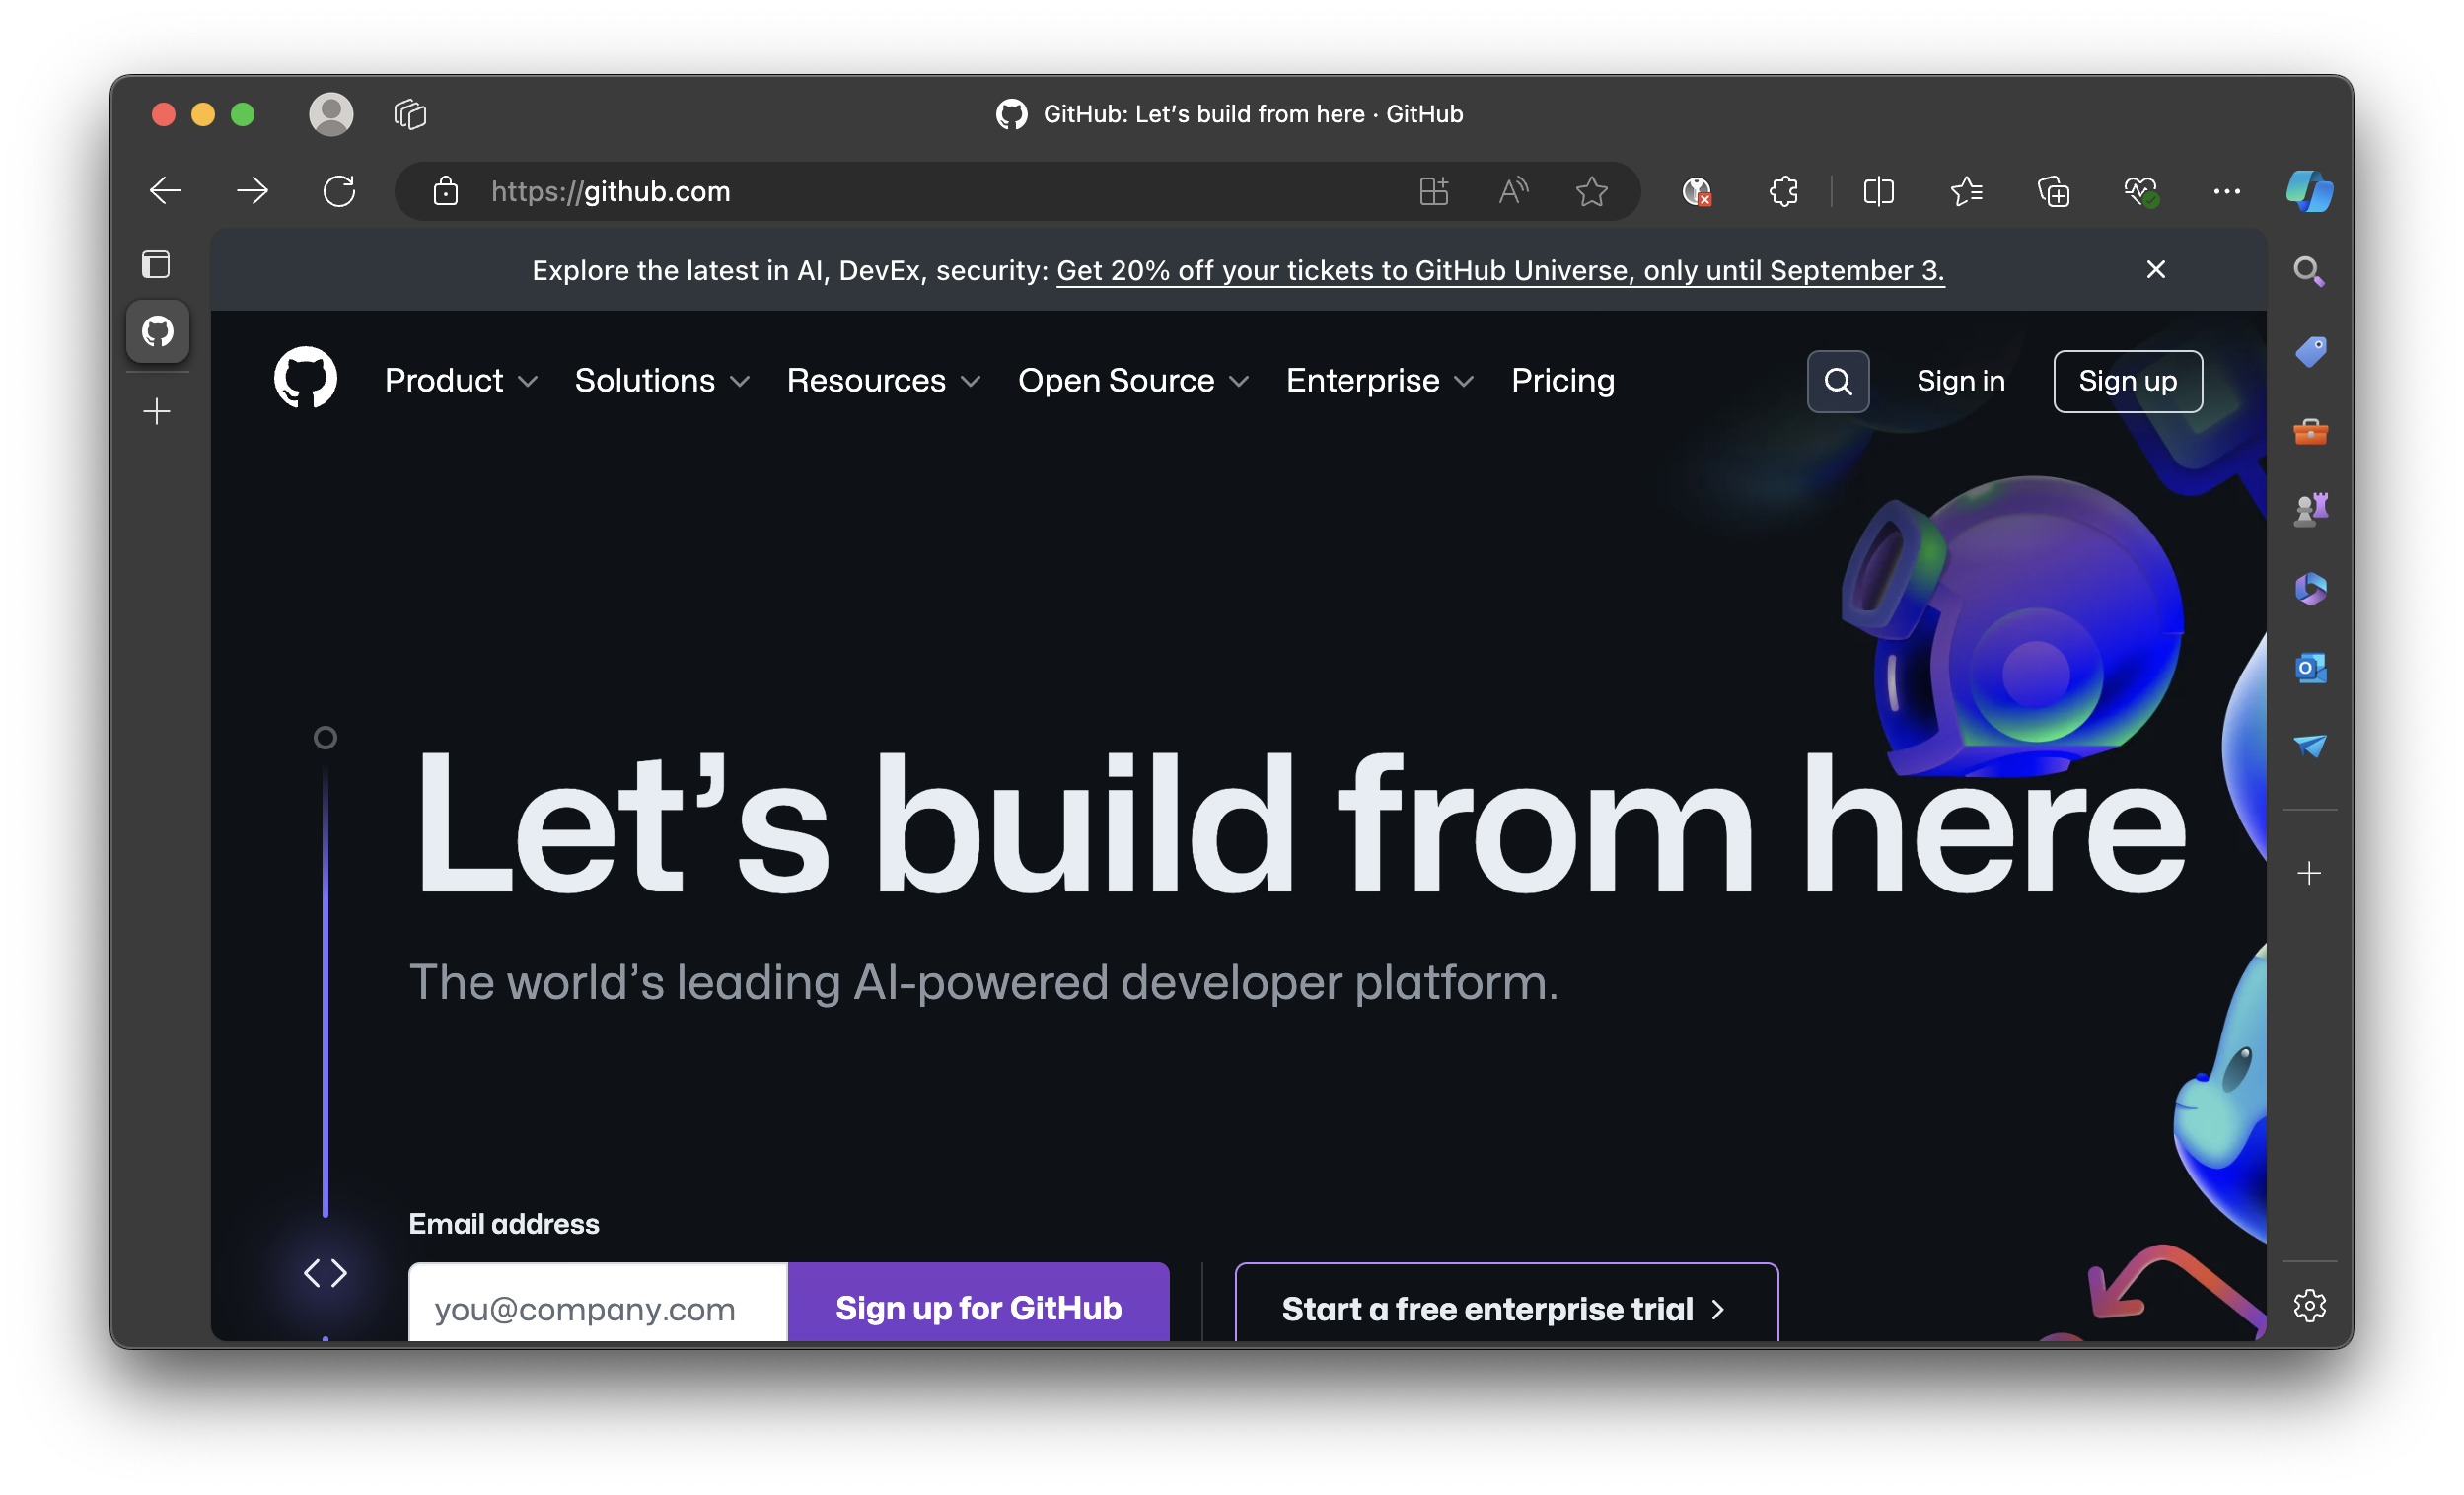 GitHub: Let’s build from here · GitHub
https://github.com
Explore the latest in AI, DevEx, security: Get 20% off your tickets to GitHub Universe, only until September 3.
Product Solutions Resources Open Source Enterprise Pricing Sign in Sign up
Let’s build from here
The world’s leading AI-powered developer platform.
Email address
you@company.com Sign up for GitHub Start a free enterprise trial